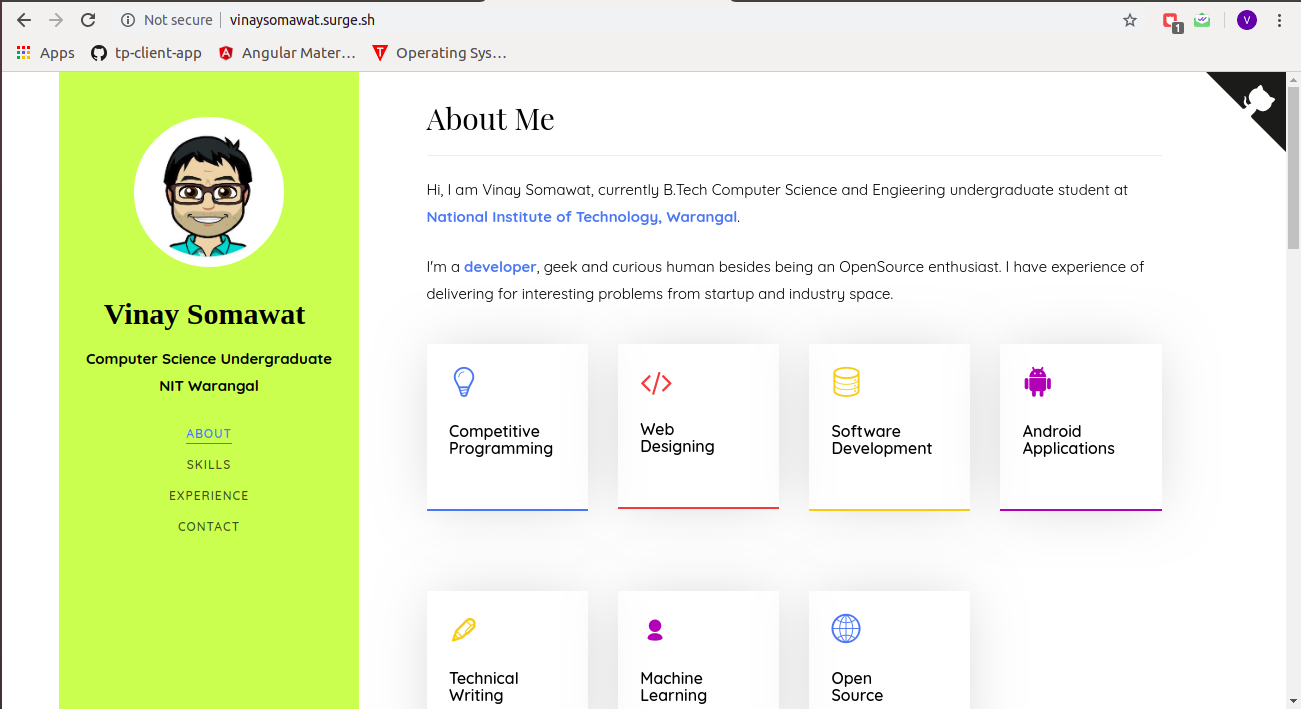 Not secure
vinaysomawat.surge.sh
1
V
Apps
tp-client-app
Angular Mater...
Operating Sys...
Vinay Somawat
Computer Science Undergraduate
NIT Warangal
ABOUT
SKILLS
EXPERIENCE
CONTACT
About Me
Hi, I am Vinay Somawat, currently B.Tech Computer Science and Engieering undergraduate student at
National Institute of Technology, Warangal.
I'm a developer, geek and curious human besides being an OpenSource enthusiast. I have experience of
delivering for interesting problems from startup and industry space.
Competitive
Programming
Web
Designing
Software
Development
Android
Applications
Technical
Writing
Machine
Learning
Open
Source